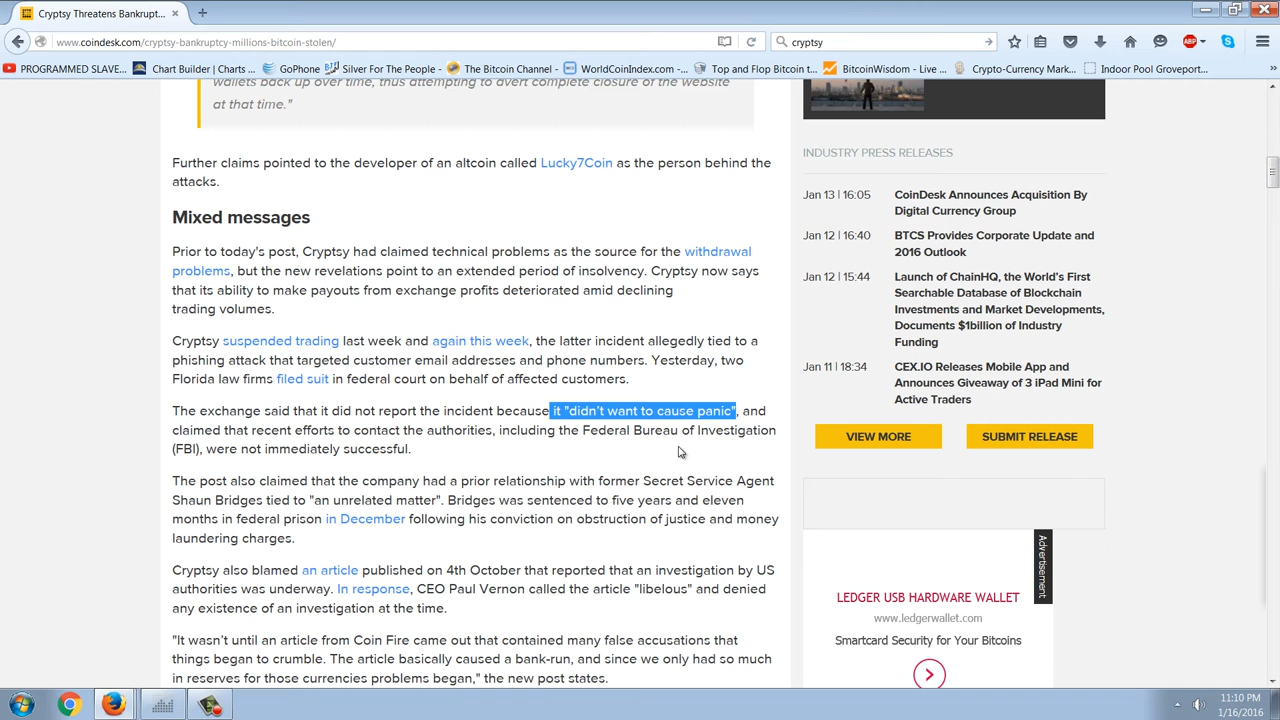 Cryptsy Threatens Bankrupt...
www.coindesk.com/cryptsy-bankruptcy-millions-bitcoin-stolen/
cryptsy
ABP
PROGRAMMED SLAVE...
Chart Builder | Charts ...
GoPhone
Silver For The People - ...
The Bitcoin Channel - ...
WorldCoinIndex.com -...
Top and Flop Bitcoin t...
BitcoinWisdom - Live ...
Crypto-Currency Mark...
Indoor Pool Groveport...
wallets back up over time, thus attempting to avert complete closure of the website
at that time."
Further claims pointed to the developer of an altcoin called Lucky7Coin as the person behind the
attacks.
Mixed messages
Prior to today's post, Cryptsy had claimed technical problems as the source for the withdrawal
problems, but the new revelations point to an extended period of insolvency. Cryptsy now says
that its ability to make payouts from exchange profits deteriorated amid declining
trading volumes.
Cryptsy suspended trading last week and again this week, the latter incident allegedly tied to a
phishing attack that targeted customer email addresses and phone numbers. Yesterday, two
Florida law firms filed suit in federal court on behalf of affected customers.
The exchange said that it did not report the incident because it "didn't want to cause panic", and
claimed that recent efforts to contact the authorities, including the Federal Bureau of Investigation
(FBI), were not immediately successful.
The post also claimed that the company had a prior relationship with former Secret Service Agent
Shaun Bridges tied to "an unrelated matter". Bridges was sentenced to five years and eleven
months in federal prison in December following his conviction on obstruction of justice and money
laundering charges.
Cryptsy also blamed an article published on 4th October that reported that an investigation by US
authorities was underway. In response, CEO Paul Vernon called the article "libelous" and denied
any existence of an investigation at the time.
"It wasn't until an article from Coin Fire came out that contained many false accusations that
things began to crumble. The article basically caused a bank-run, and since we only had so much
in reserves for those currencies problems began," the new post states.
INDUSTRY PRESS RELEASES
Jan 13 | 16:05
CoinDesk Announces Acquisition By
Digital Currency Group
Jan 12 | 16:40
BTCS Provides Corporate Update and
2016 Outlook
Jan 12 | 15:44
Launch of ChainHQ, the World's First
Searchable Database of Blockchain
Investments and Market Developments,
Documents $1billion of Industry
Funding
Jan 11 | 18:34
CEX.IO Releases Mobile App and
Announces Giveaway of 3 iPad Mini for
Active Traders
VIEW MORE
SUBMIT RELEASE
Advertisement
LEDGER USB HARDWARE WALLET
www.ledgerwallet.com
Smartcard Security for Your Bitcoins
11:10 PM
1/16/2016